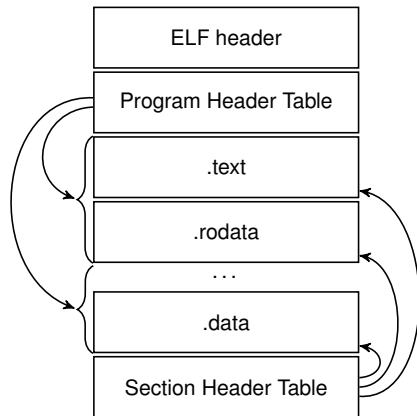 ELF header
Program Header Table
.text
.rodata
...
.data
Section Header Table